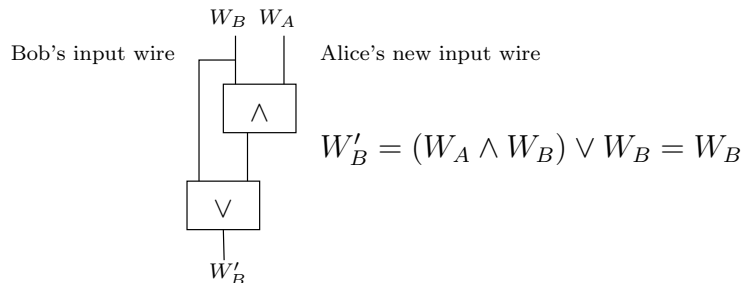 W_B W_A
Bob's input wire Alice's new input wire
∧
W'_B = (W_A ∧ W_B) ∨ W_B = W_B
∨
W'_B